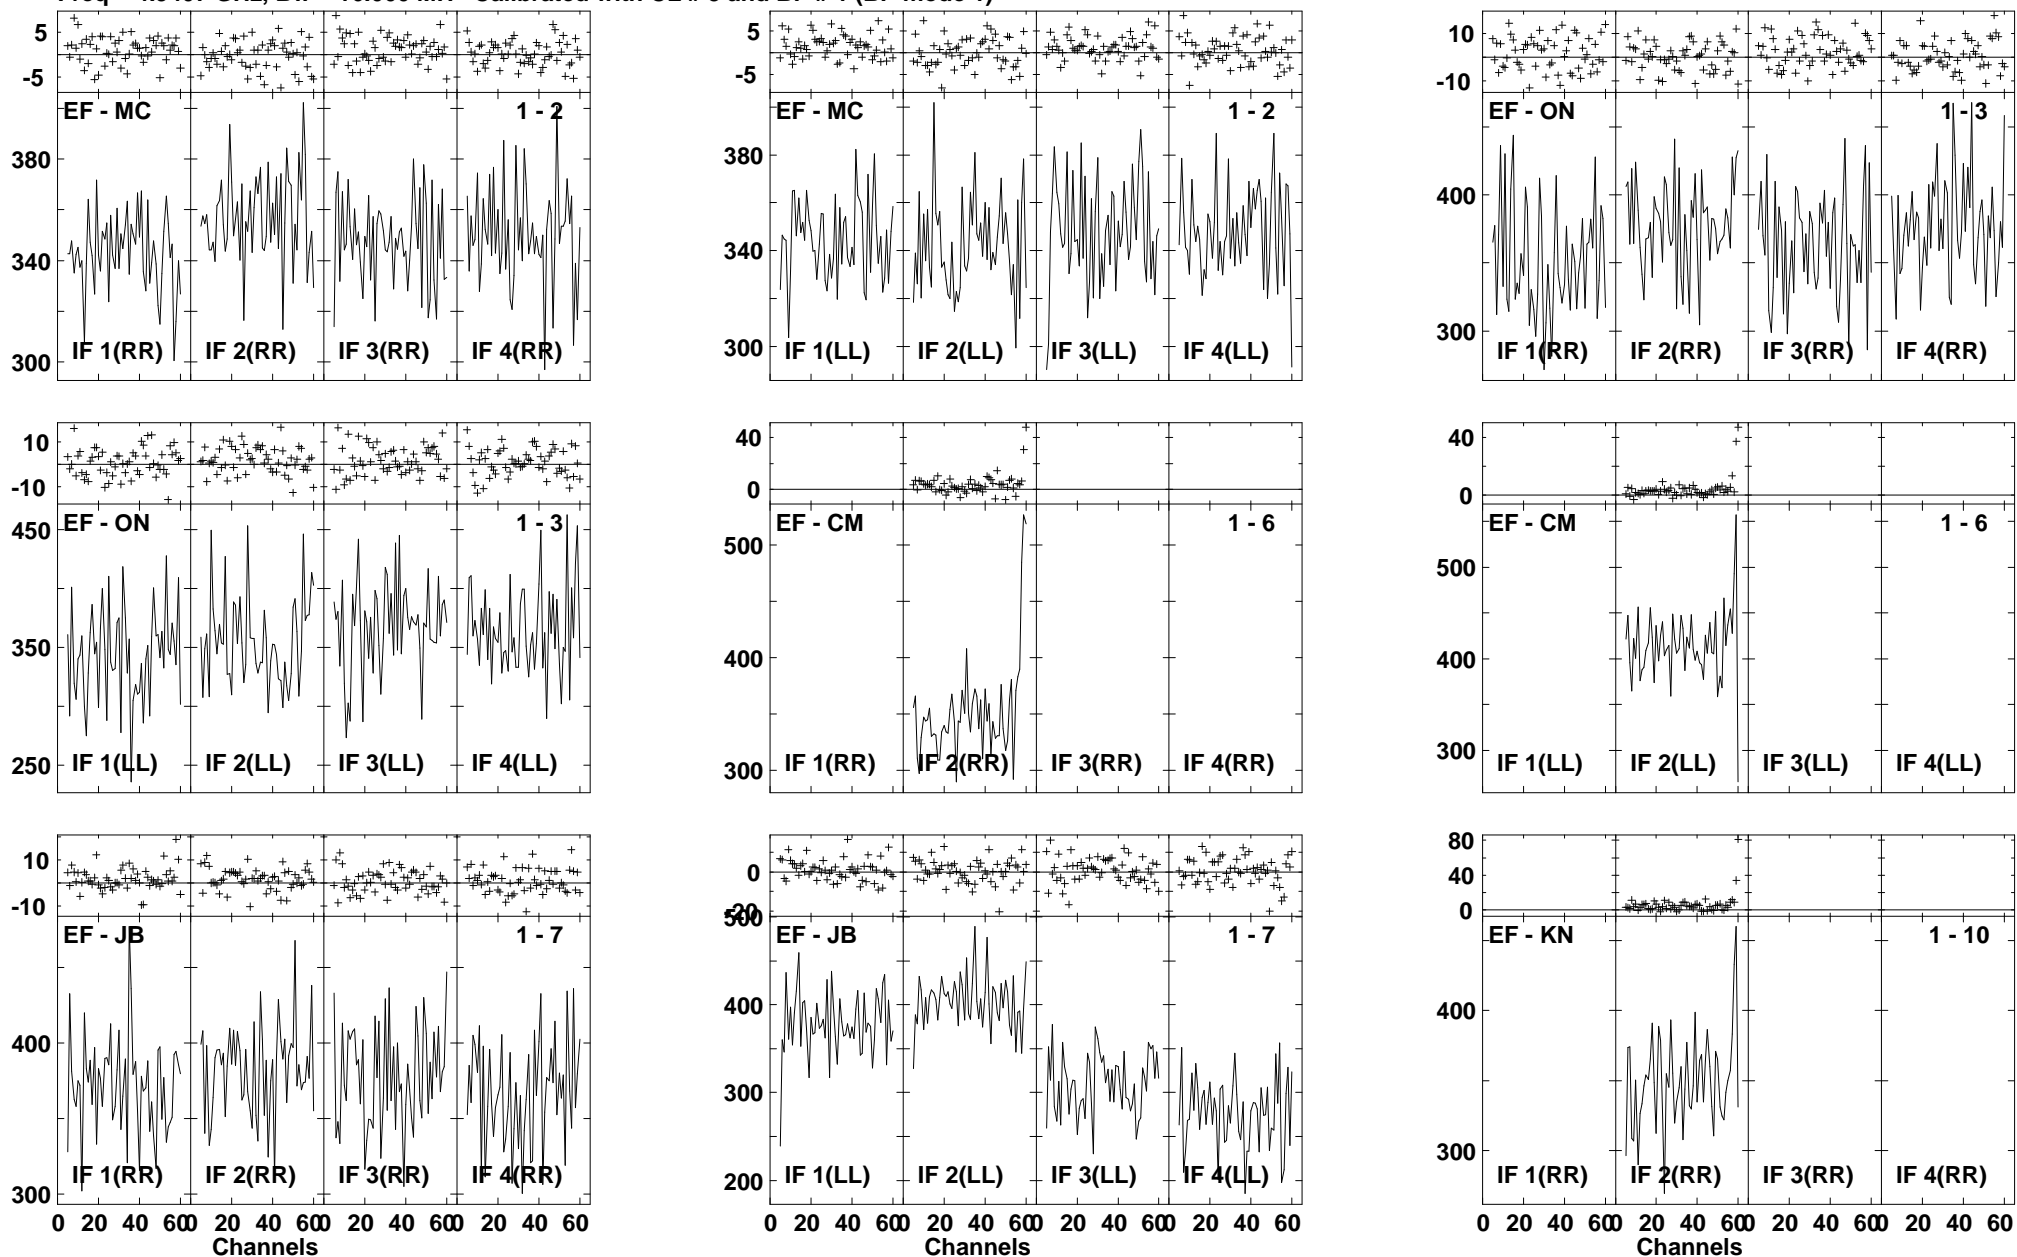 5
-5
EF - MC
1 - 2
380
340
300
IF 1(RR)
IF 2(RR)
IF 3(RR)
IF 4(RR)
5
-5
EF - MC
1 - 2
380
340
300
IF 1(LL)
IF 2(LL)
IF 3(LL)
IF 4(LL)
10
-10
EF - ON
1 - 3
400
300
IF 1(RR)
IF 2(RR)
IF 3(RR)
IF 4(RR)
10
-10
EF - ON
1 - 3
450
350
250
IF 1(LL)
IF 2(LL)
IF 3(LL)
IF 4(LL)
40
0
EF - CM
1 - 6
500
400
300
IF 1(RR)
IF 2(RR)
IF 3(RR)
IF 4(RR)
40
0
EF - CM
1 - 6
500
400
300
IF 1(LL)
IF 2(LL)
IF 3(LL)
IF 4(LL)
10
-10
EF - JB
1 - 7
400
300
IF 1(RR)
IF 2(RR)
IF 3(RR)
IF 4(RR)
0 20 40 60 0 20 40 60 0 20 40 60 0 20 40 60
Channels
0
-20
500
EF - JB
1 - 7
400
300
200
IF 1(LL)
IF 2(LL)
IF 3(LL)
IF 4(LL)
0 20 40 60 0 20 40 60 0 20 40 60 0 20 40 60
Channels
80
40
0
EF - KN
1 - 10
400
300
IF 1(RR)
IF 2(RR)
IF 3(RR)
IF 4(RR)
0 20 40 60 0 20 40 60 0 20 40 60 0 20 40 60
Channels